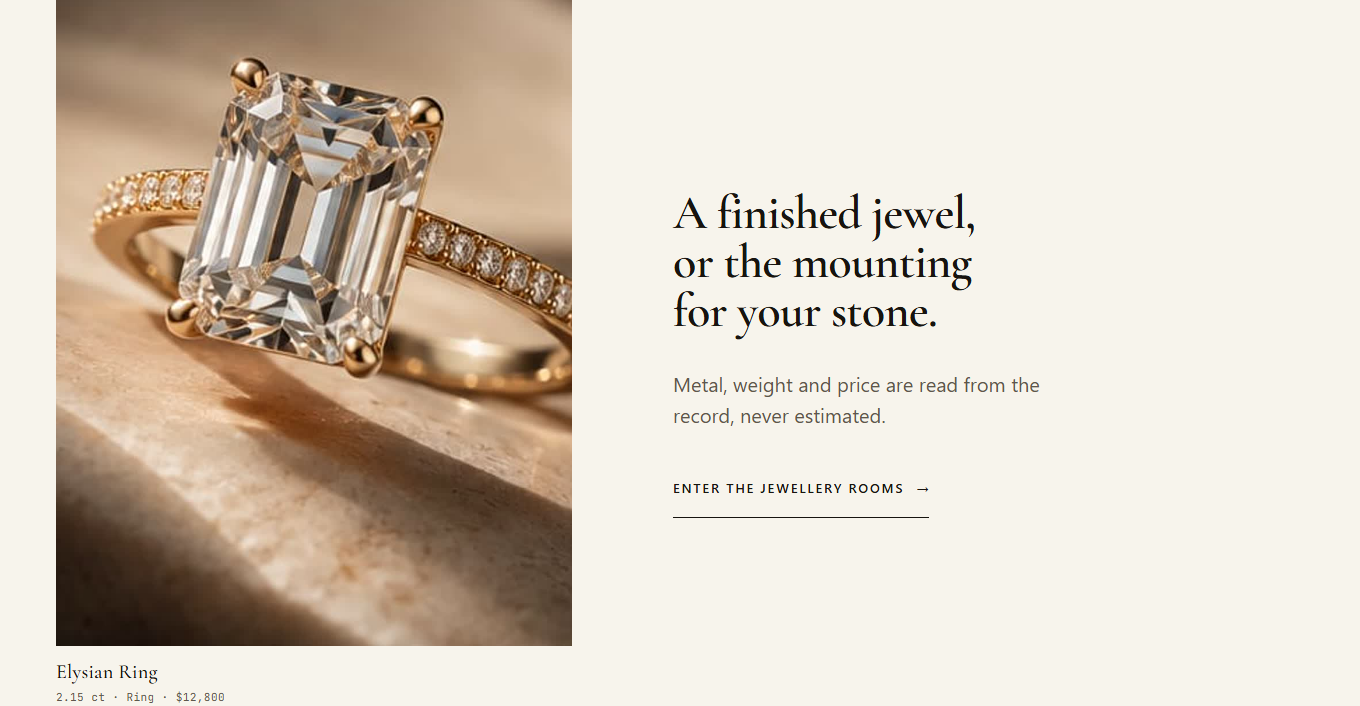 A finished jewel,
or the mounting
for your stone.
Metal, weight and price are read from the
record, never estimated.
ENTER THE JEWELLERY ROOMS →
Elysian Ring
2.15 ct · Ring · $12,800